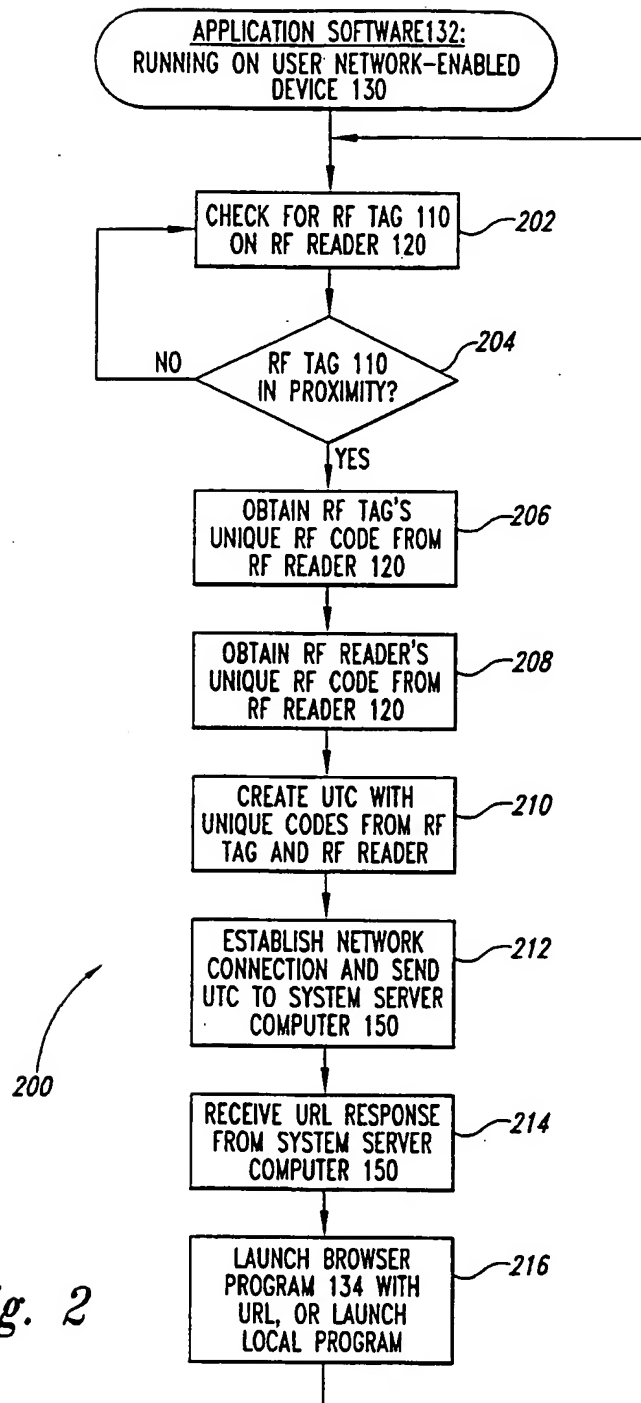 APPLICATION SOFTWARE132:
RUNNING ON USER NETWORK-ENABLED
DEVICE 130
CHECK FOR RF TAG 110
ON RF READER 120
202
NO
RF TAG 110
IN PROXIMITY?
204
YES
OBTAIN RF TAG'S
UNIQUE RF CODE FROM
RF READER 120
206
OBTAIN RF READER'S
UNIQUE RF CODE FROM
RF READER 120
208
CREATE UTC WITH
UNIQUE CODES FROM RF
TAG AND RF READER
210
ESTABLISH NETWORK
CONNECTION AND SEND
UTC TO SYSTEM SERVER
COMPUTER 150
212
200
RECEIVE URL RESPONSE
FROM SYSTEM SERVER
COMPUTER 150
214
LAUNCH BROWSER
PROGRAM 134 WITH
URL, OR LAUNCH
LOCAL PROGRAM
216
g. 2